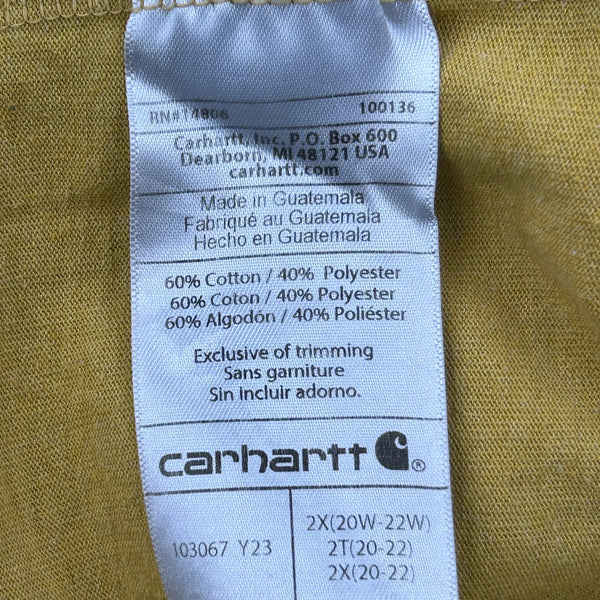 RN#14806 100136
Carhartt, Inc. P.O. Box 600
Dearborn, MI 48121 USA
carhartt.com
Made in Guatemala
Fabriqué au Guatemala
Hecho en Guatemala
60% Cotton / 40% Polyester
60% Coton / 40% Polyester
60% Algodón / 40% Poliéster
Exclusive of trimming
Sans garniture
Sin incluir adorno.
carhartt ®
103067 Y23
2X(20W-22W)
2T(20-22)
2X(20-22)